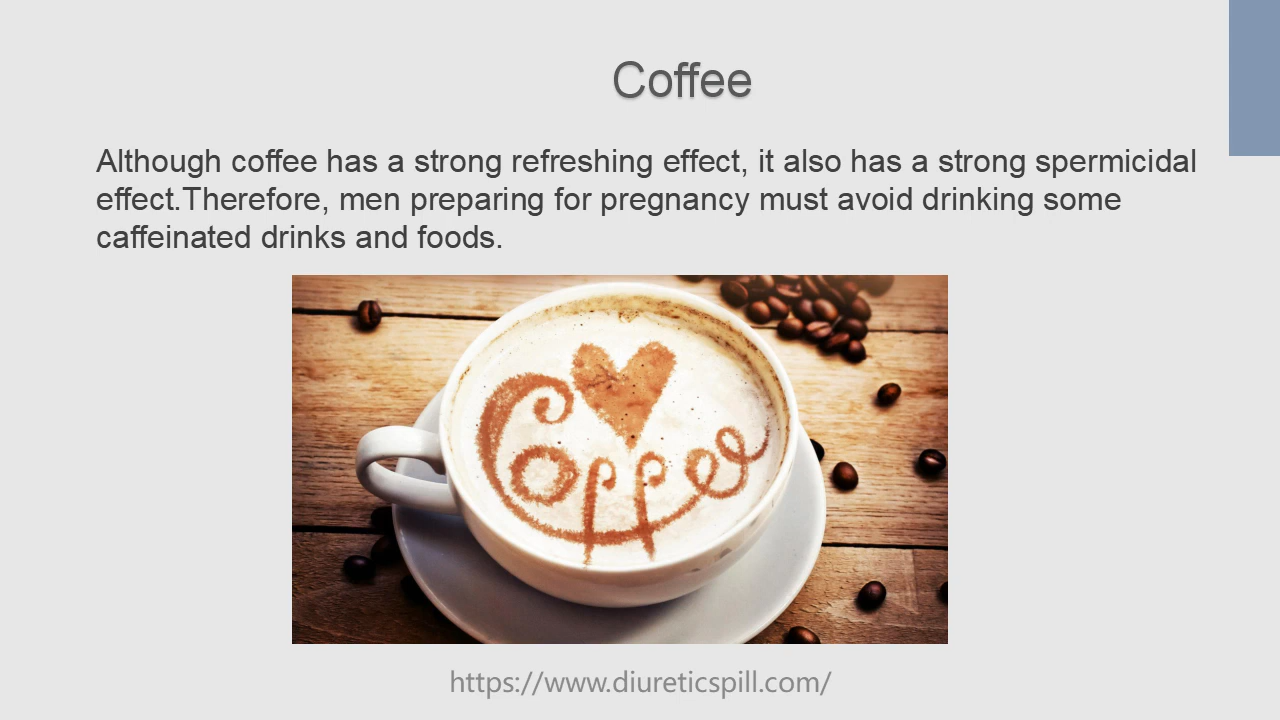 Coffee
Although coffee has a strong refreshing effect, it also has a strong spermicidal
effect.Therefore, men preparing for pregnancy must avoid drinking some
caffeinated drinks and foods.
Coffee
https://www.diureticspill.com/